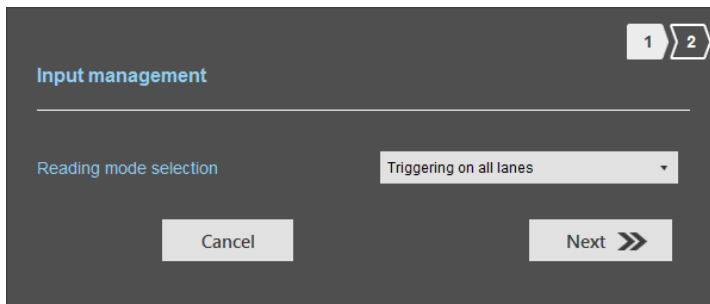 1 2
Input management
Reading mode selection Triggering on all lanes
Cancel Next